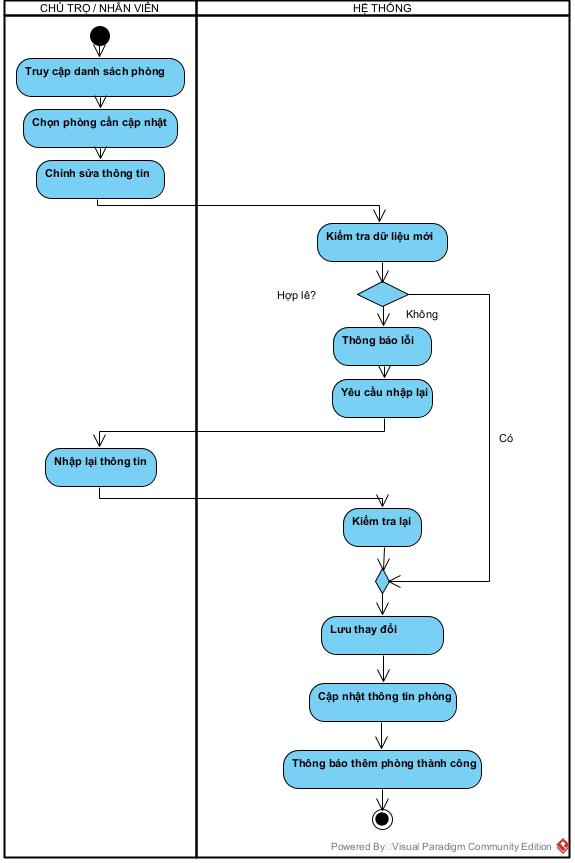 CHỦ TRỌ / NHÂN VIÊN
HỆ THỐNG
Truy cập danh sách phòng
Chọn phòng cần cập nhật
Chỉnh sửa thông tin
Kiểm tra dữ liệu mới
Hợp lệ?
Không
Thông báo lỗi
Yêu cầu nhập lại
Có
Nhập lại thông tin
Kiểm tra lại
Lưu thay đổi
Cập nhật thông tin phòng
Thông báo thêm phòng thành công
Powered By Visual Paradigm Community Edition